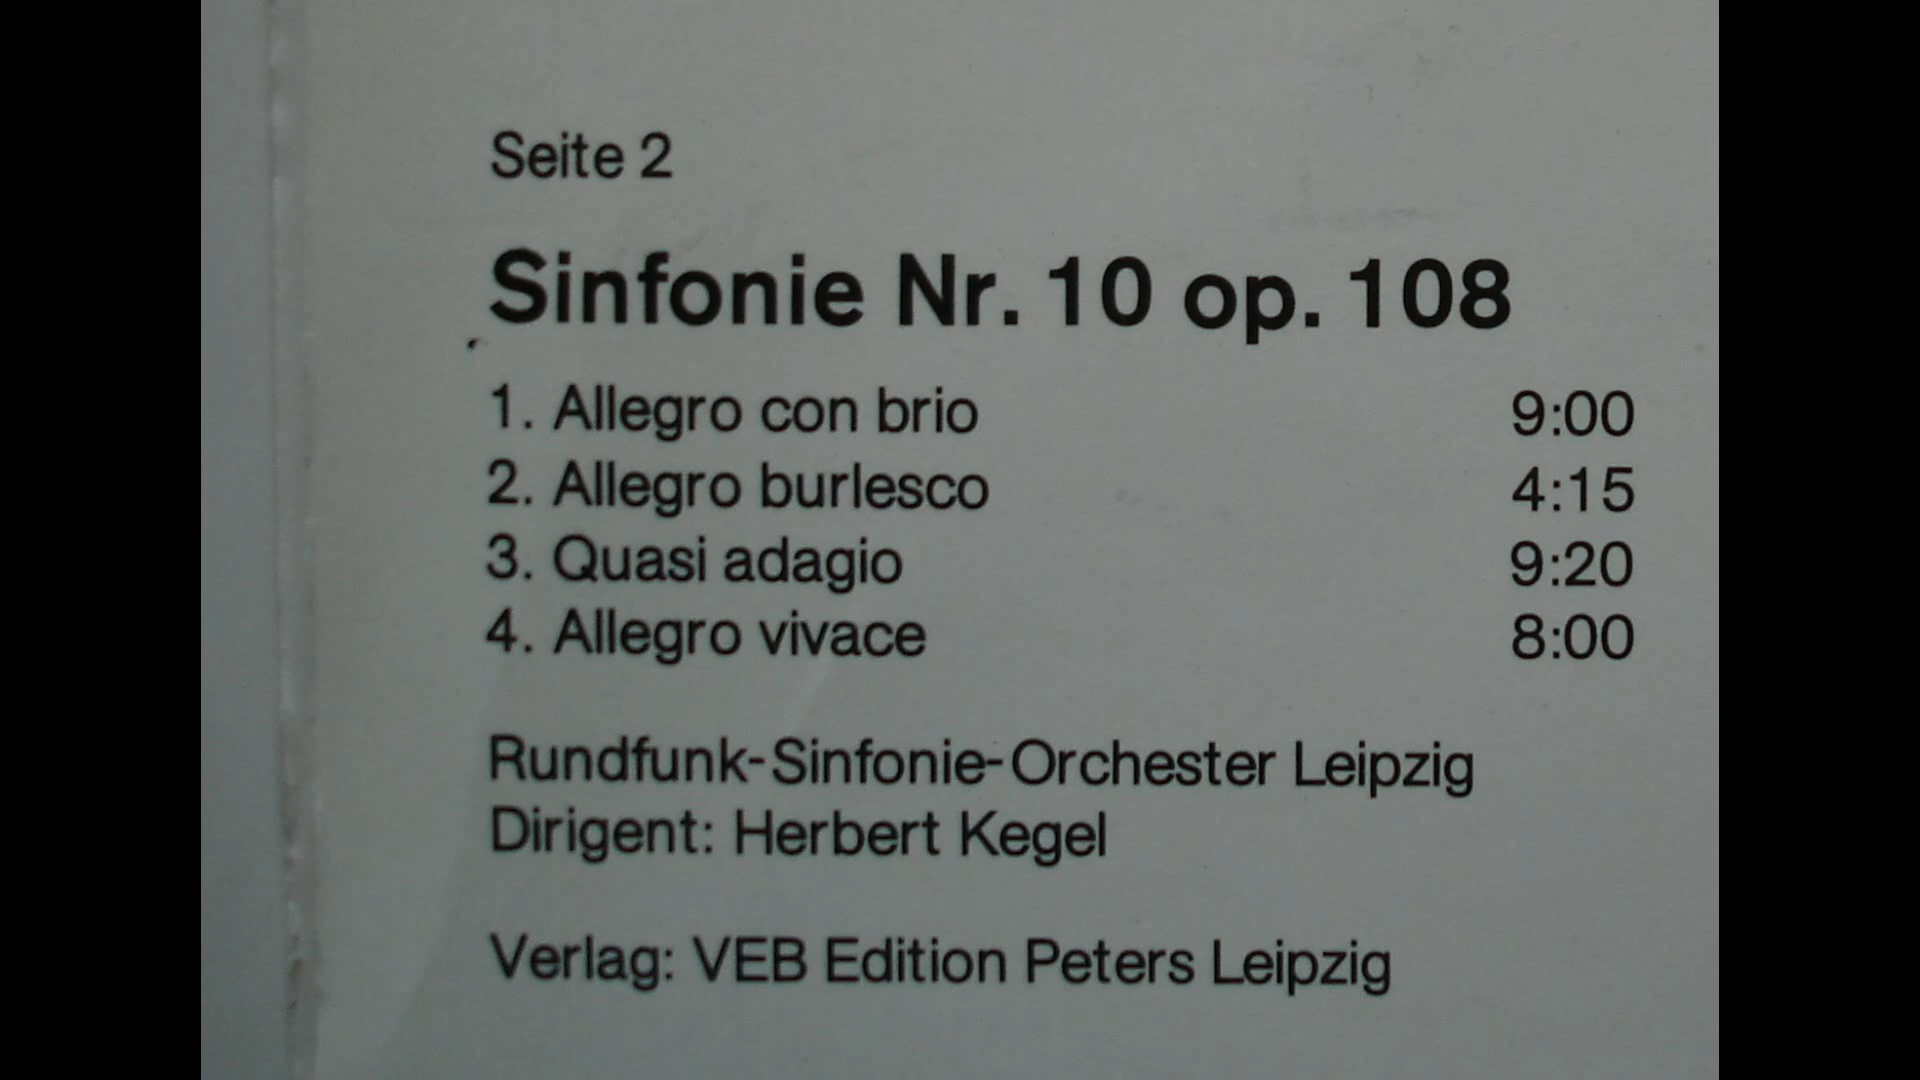 Seite 2
Sinfonie Nr. 10 op. 108
1. Allegro con brio 9:00
2. Allegro burlesco 4:15
3. Quasi adagio 9:20
4. Allegro vivace 8:00
Rundfunk-Sinfonie-Orchester Leipzig
Dirigent: Herbert Kegel
Verlag: VEB Edition Peters Leipzig